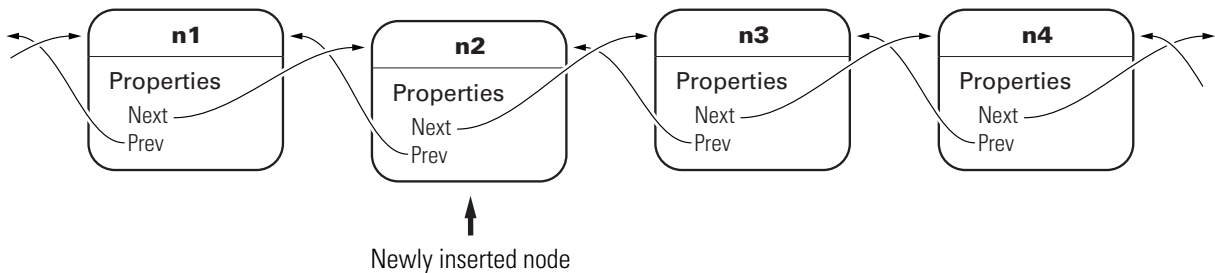 n1
Properties
Next
Prev
n2
Properties
Next
Prev
n3
Properties
Next
Prev
n4
Properties
Next
Prev
Newly inserted node